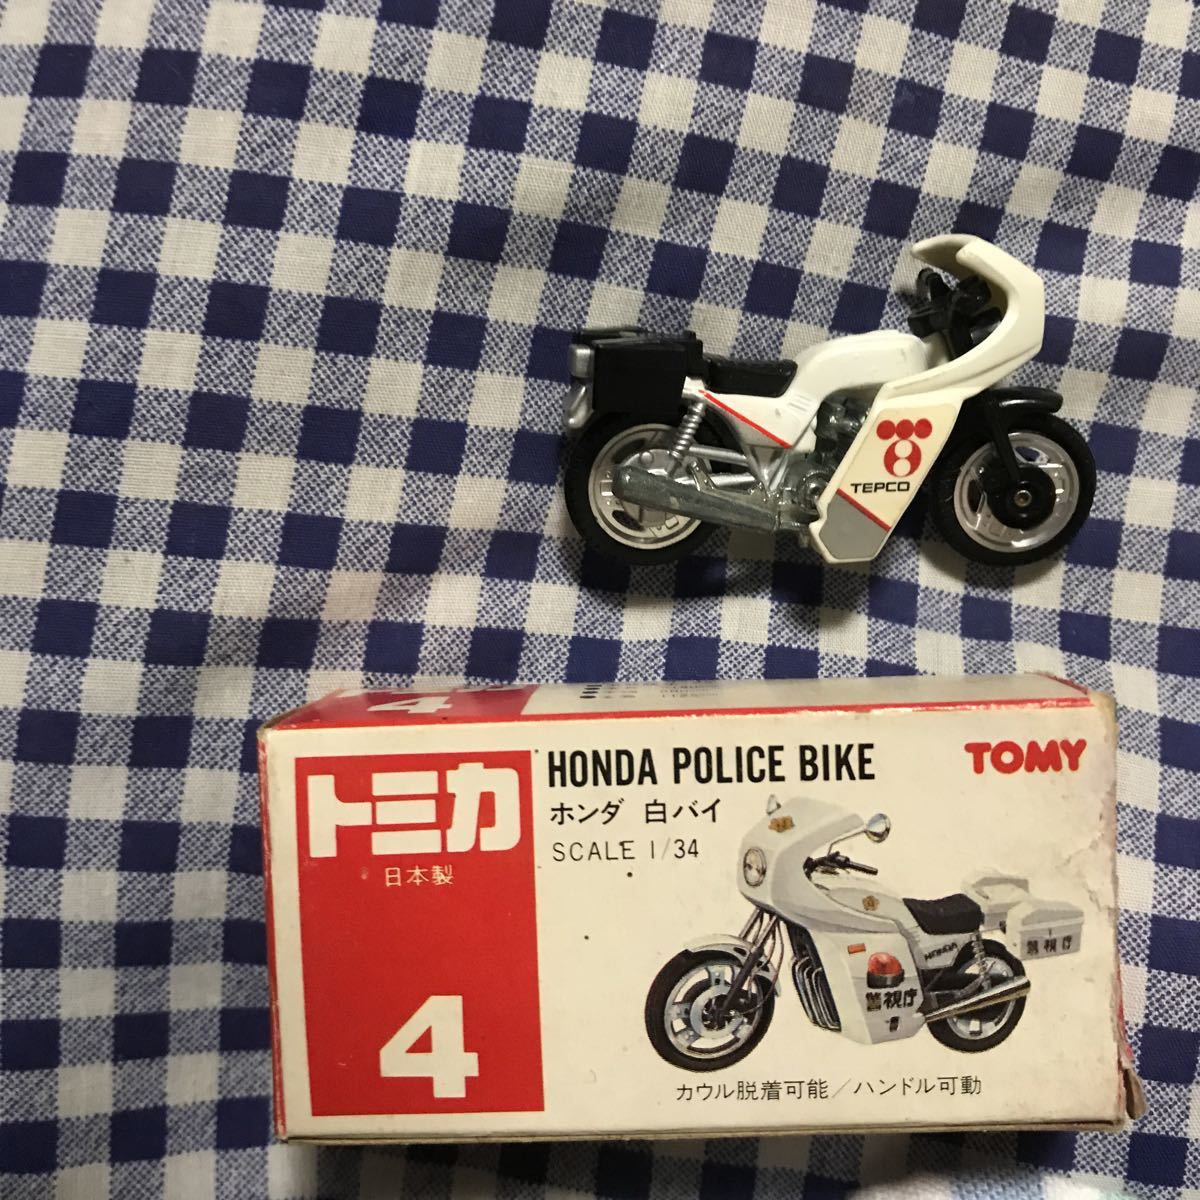 TEPCO
4
トミカ
日本製
4
HONDA POLICE BIKE
ホンダ 白バイ
SCALE 1/34
TOMY
HONDA
警視庁
警視庁
カウル脱着可能/ハンドル可動